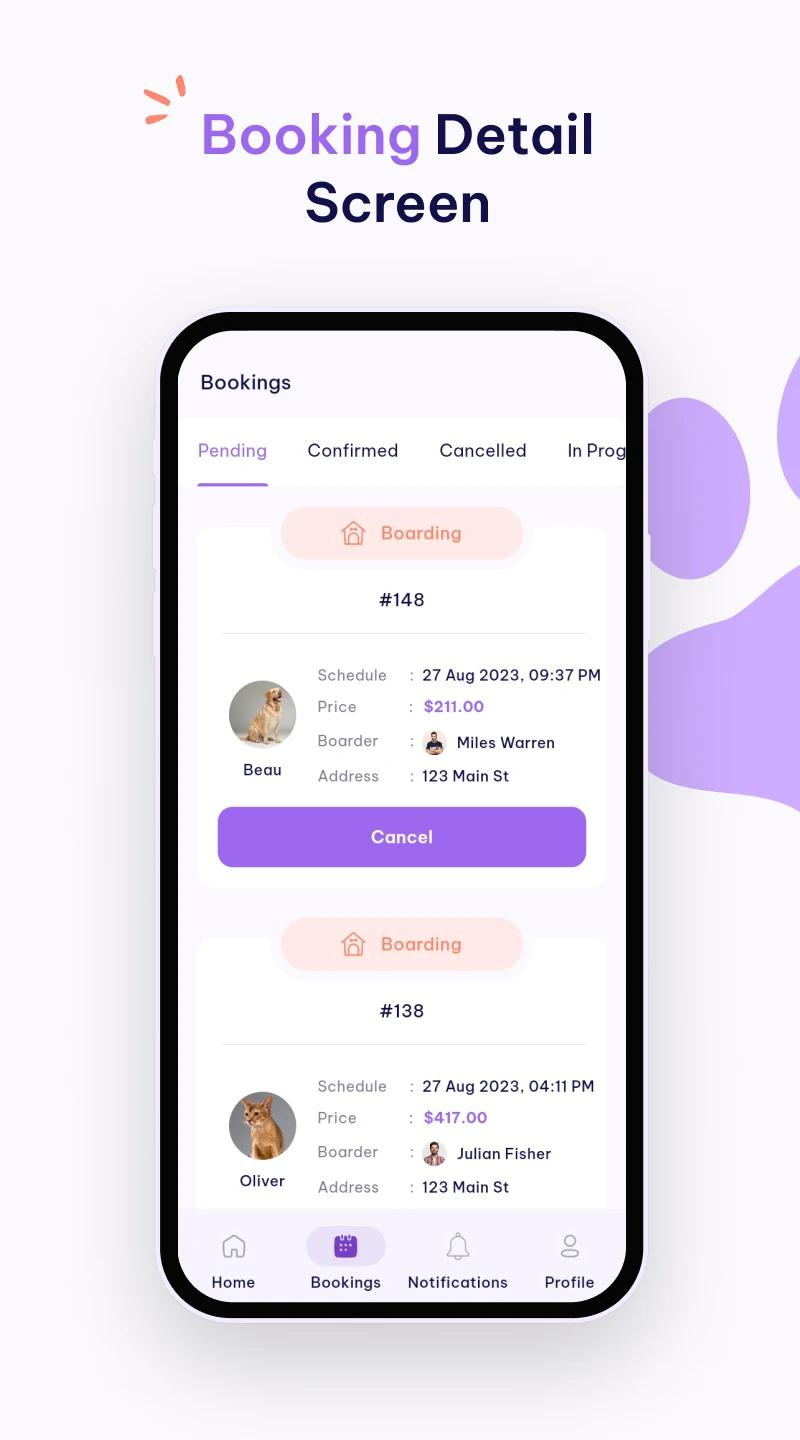 Booking Detail
Screen
Bookings
Pending Confirmed Cancelled In Prog
Boarding
#148
Schedule : 27 Aug 2023, 09:37 PM
Price : $211.00
Boarder : Miles Warren
Beau
Address : 123 Main St
Cancel
Boarding
#138
Schedule : 27 Aug 2023, 04:11 PM
Price : $417.00
Boarder : Julian Fisher
Oliver
Address : 123 Main St
Home Bookings Notifications Profile